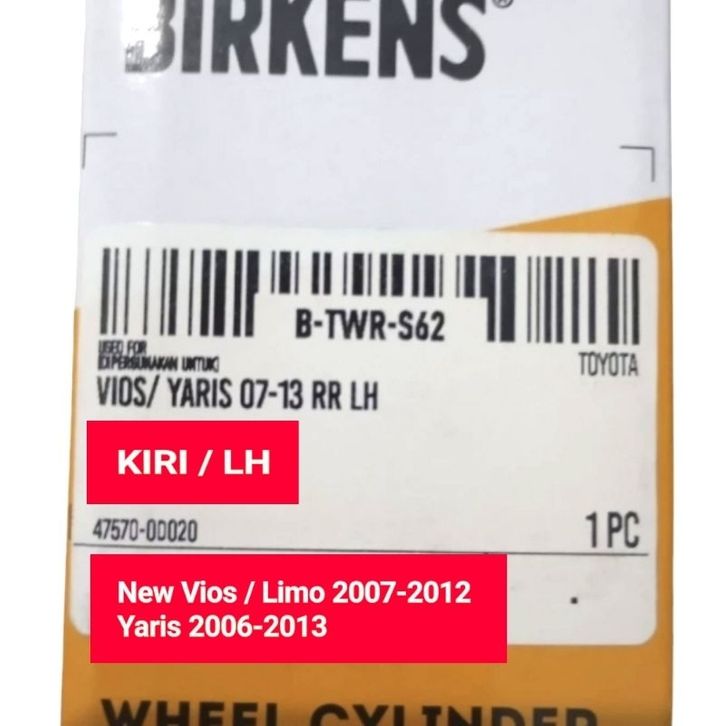 BIRKENS®
B-TWR-S62
USED FOR
(DIPERGUNAKAN UNTUK)
TOYOTA
VIOS/ YARIS 07-13 RR LH
KIRI / LH
47570-0D020
1 PC
New Vios / Limo 2007-2012
Yaris 2006-2013
WHEEL CYLINDER